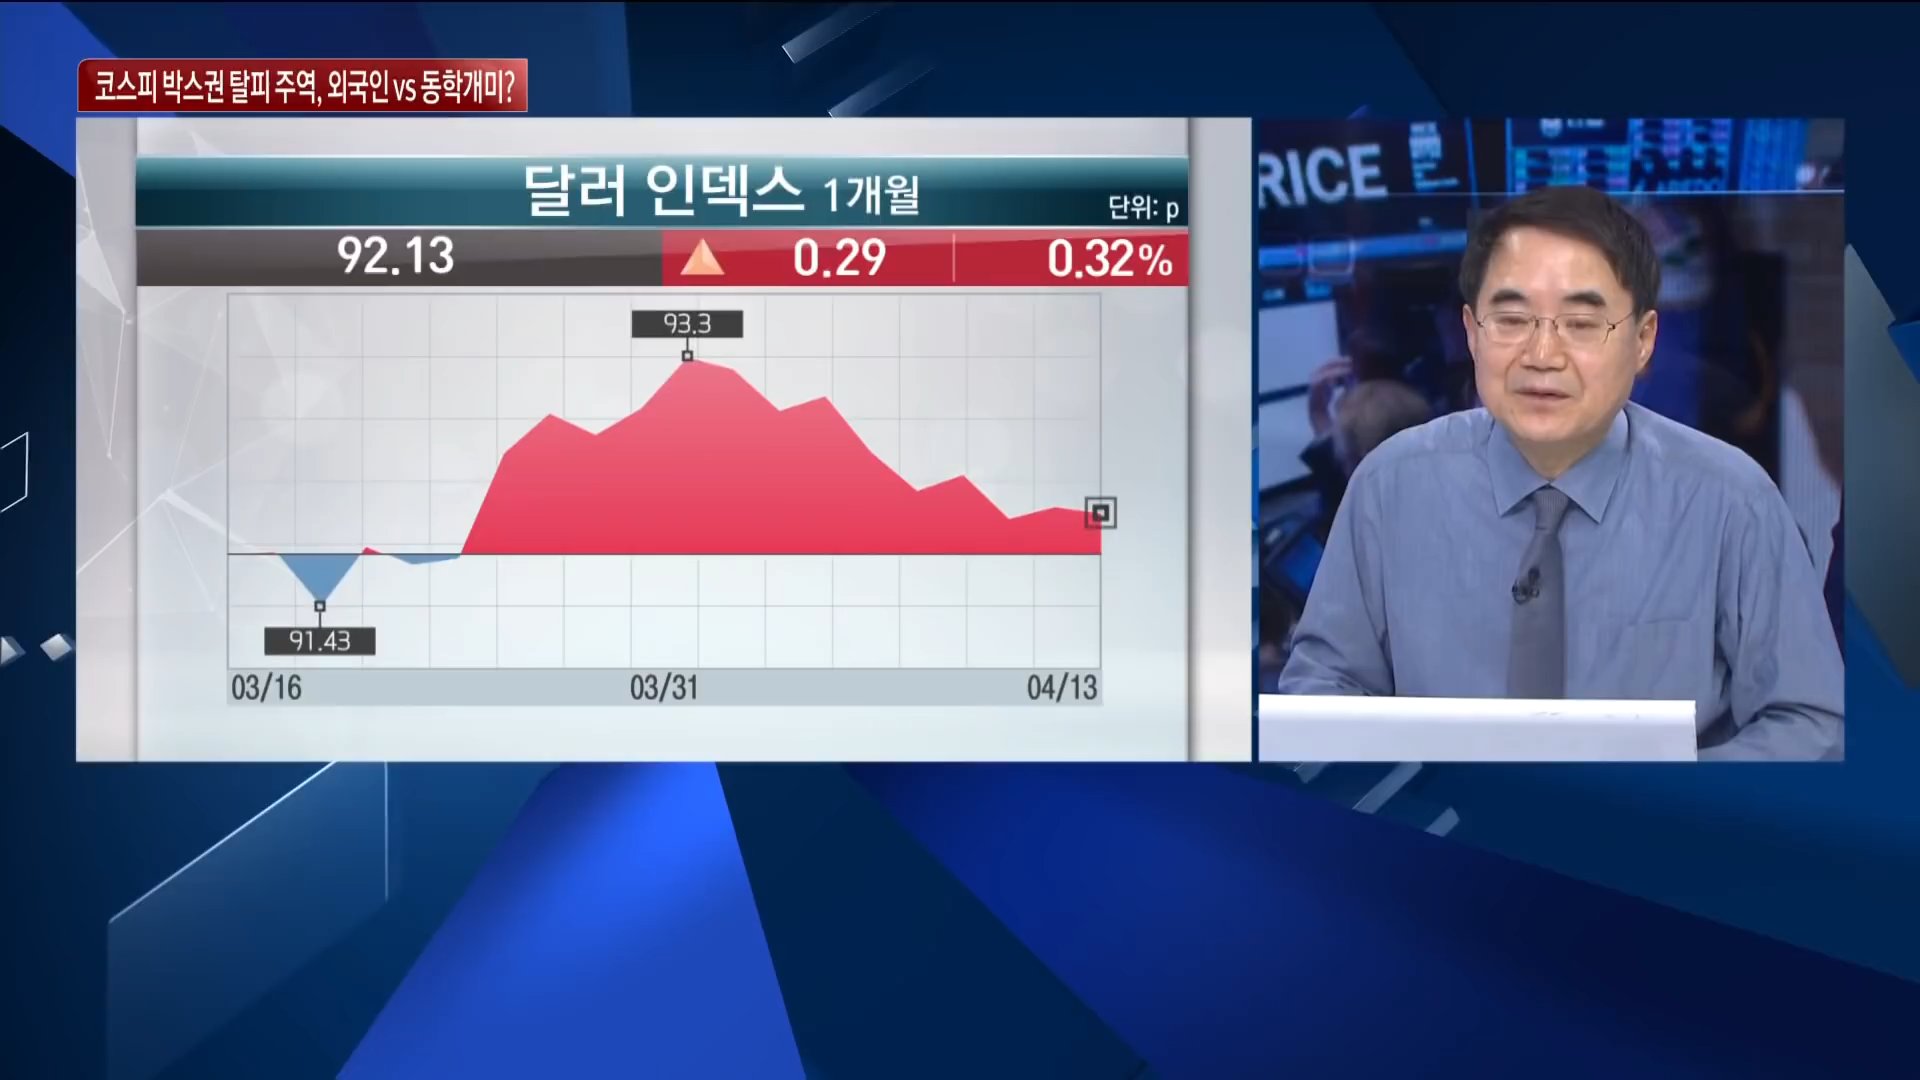 코스피 박스권 탈피 주역, 외국인 vs 동학개미?
달러 인덱스 1개월
단위: p
92.13 ▲ 0.29 0.32%
93.3
91.43
03/16 03/31 04/13
RICE